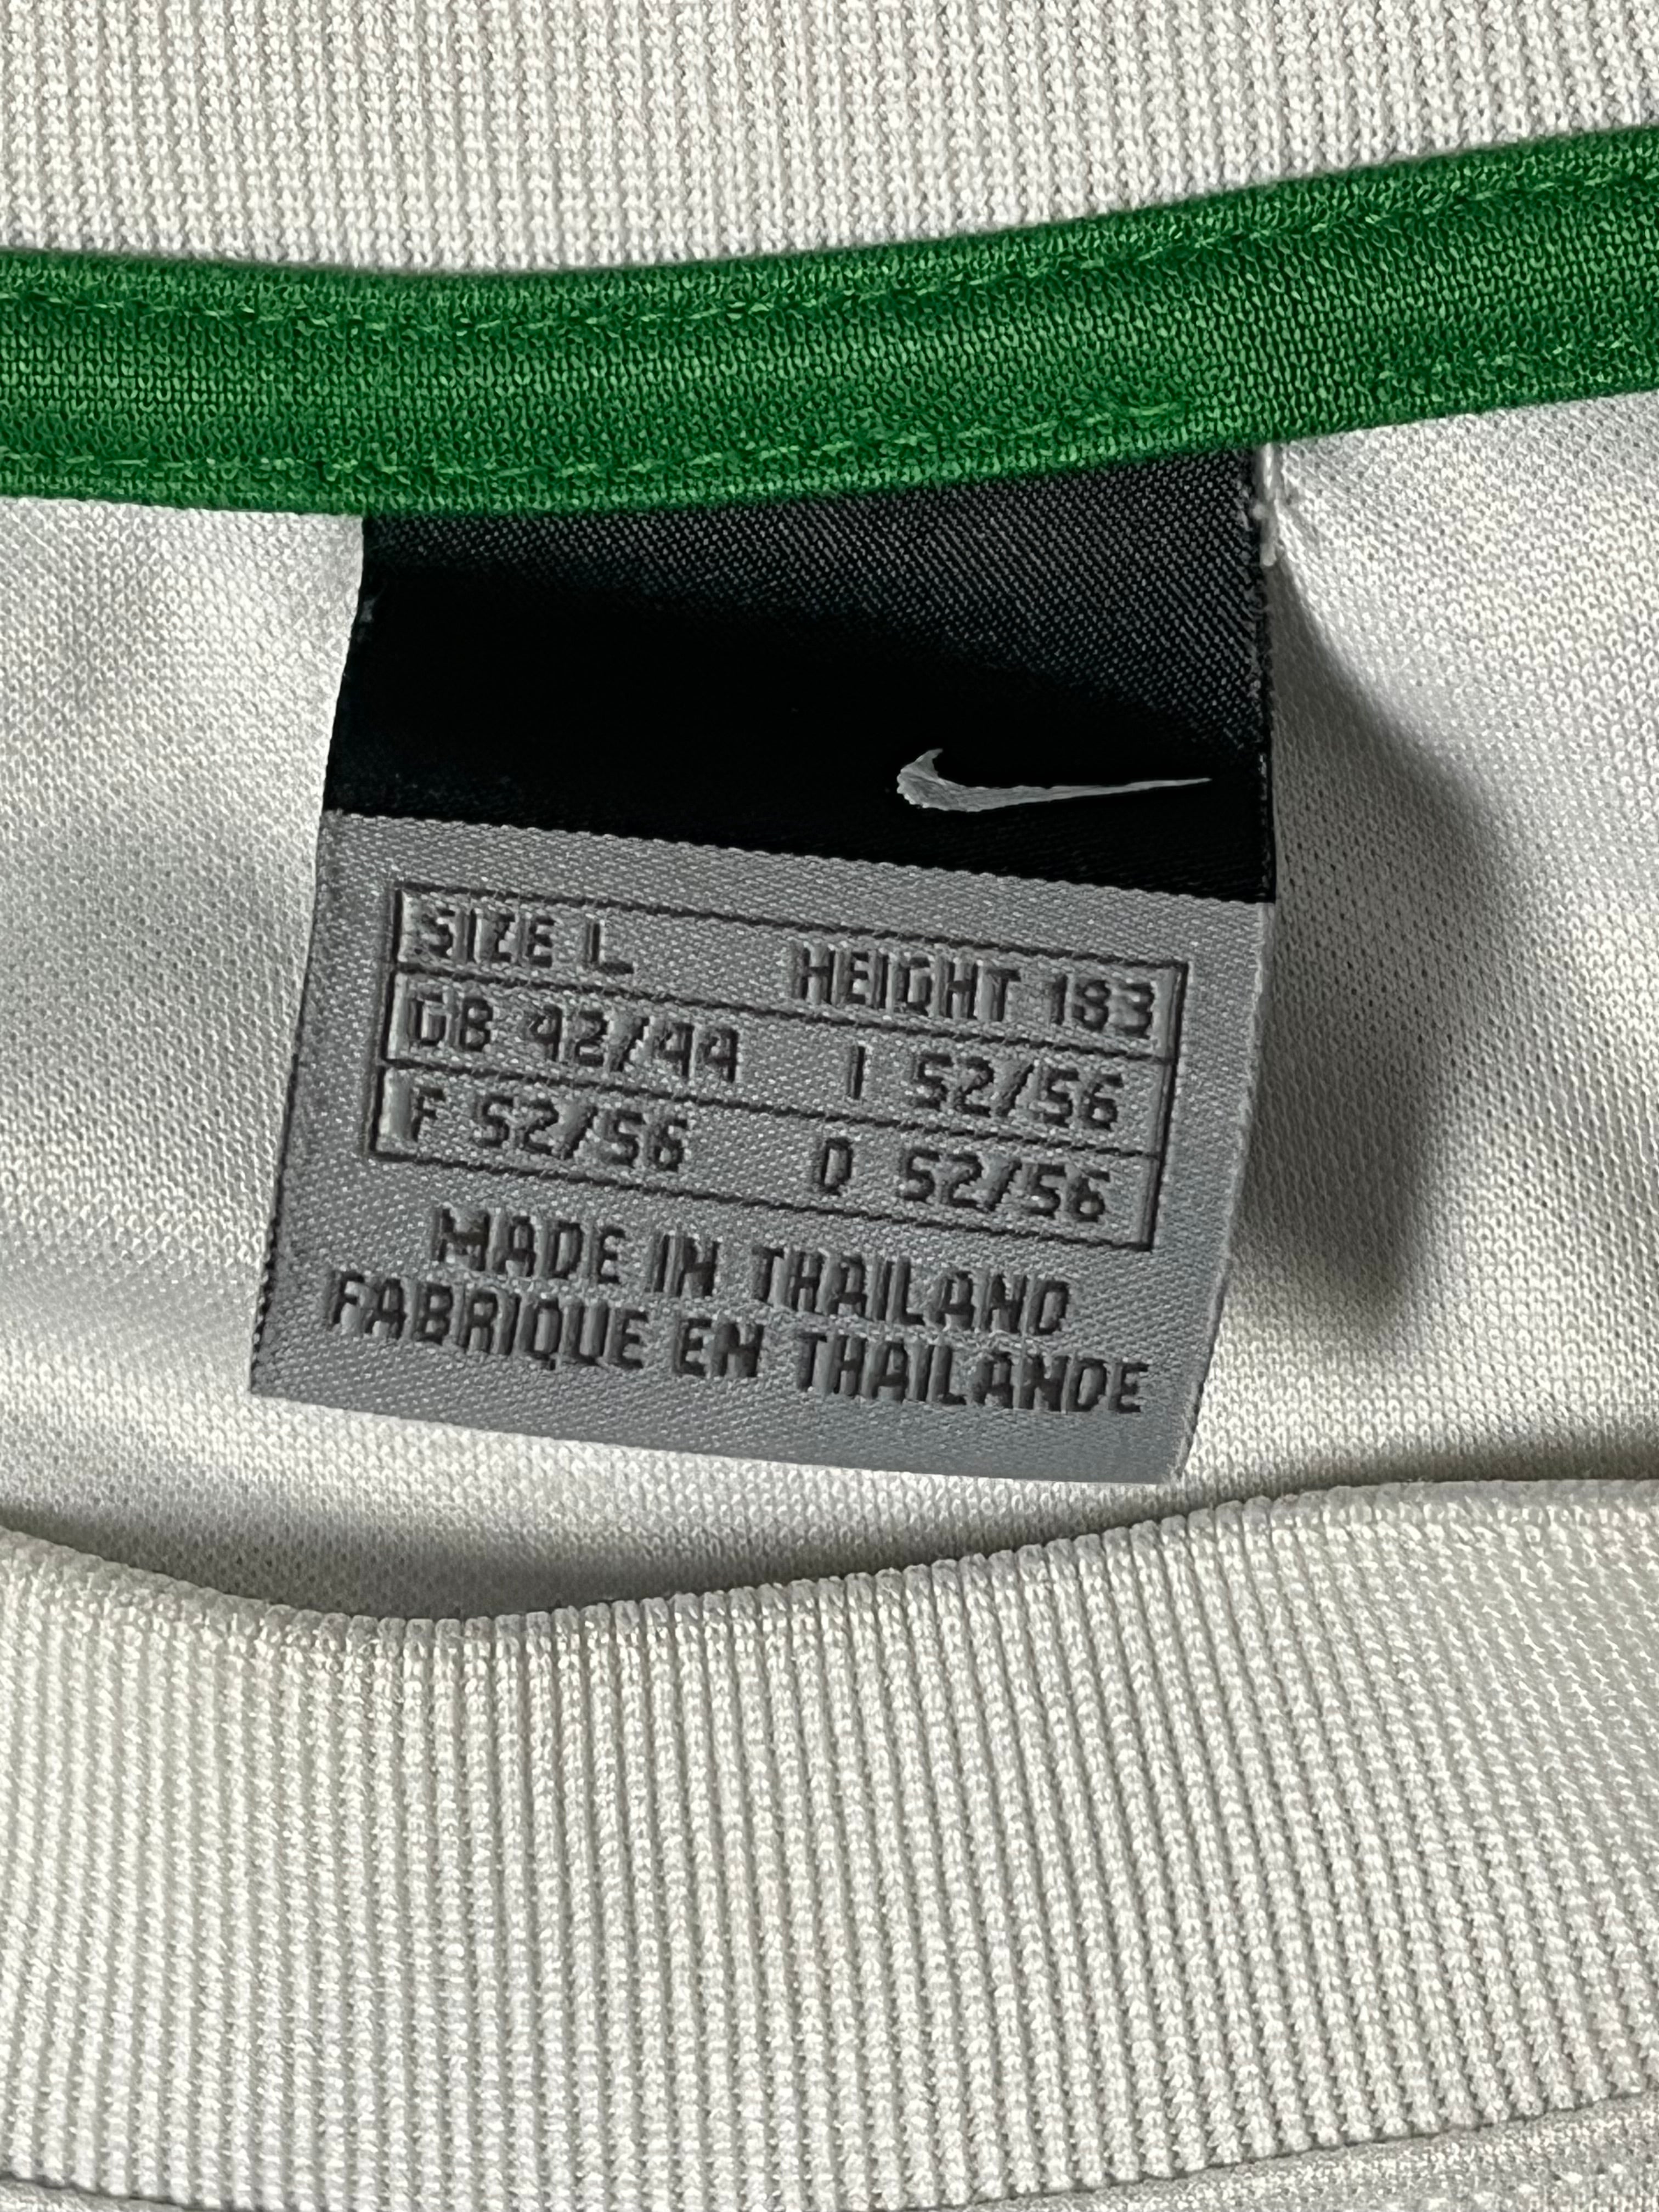 SIZE L HEIGHT 183
GB 42/44 I 52/56
F 52/56 D 52/56
MADE IN THAILAND
FABRIQUE EN THAILANDE